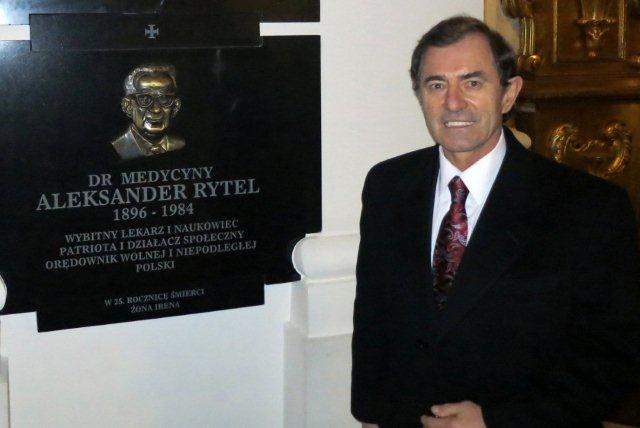 DR MEDYCYNY
ALEKSANDER RYTEL
1896 - 1984
WYBITNY LEKARZ I NAUKOWIEC
PATRIOTA I DZIAŁACZ SPOŁECZNY
ORĘDOWNIK WOLNEJ I NIEPODLEGŁEJ
POLSKI
W 25. ROCZNICĘ ŚMIERCI
ŻONA IRENA